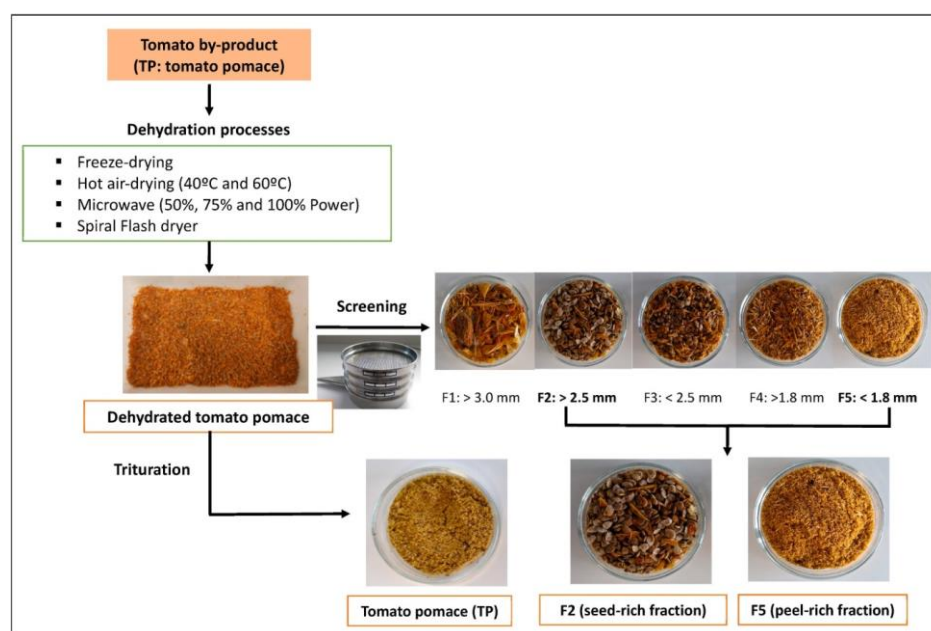 Tomato by-product
(TP: tomato pomace)
Dehydration processes
▪ Freeze-drying
▪ Hot air-drying (40ºC and 60ºC)
▪ Microwave (50%, 75% and 100% Power)
▪ Spiral Flash dryer
Screening
F1: > 3.0 mm
F2: > 2.5 mm
F3: < 2.5 mm
F4: >1.8 mm
F5: < 1.8 mm
Dehydrated tomato pomace
Trituration
Tomato pomace (TP)
F2 (seed-rich fraction)
F5 (peel-rich fraction)